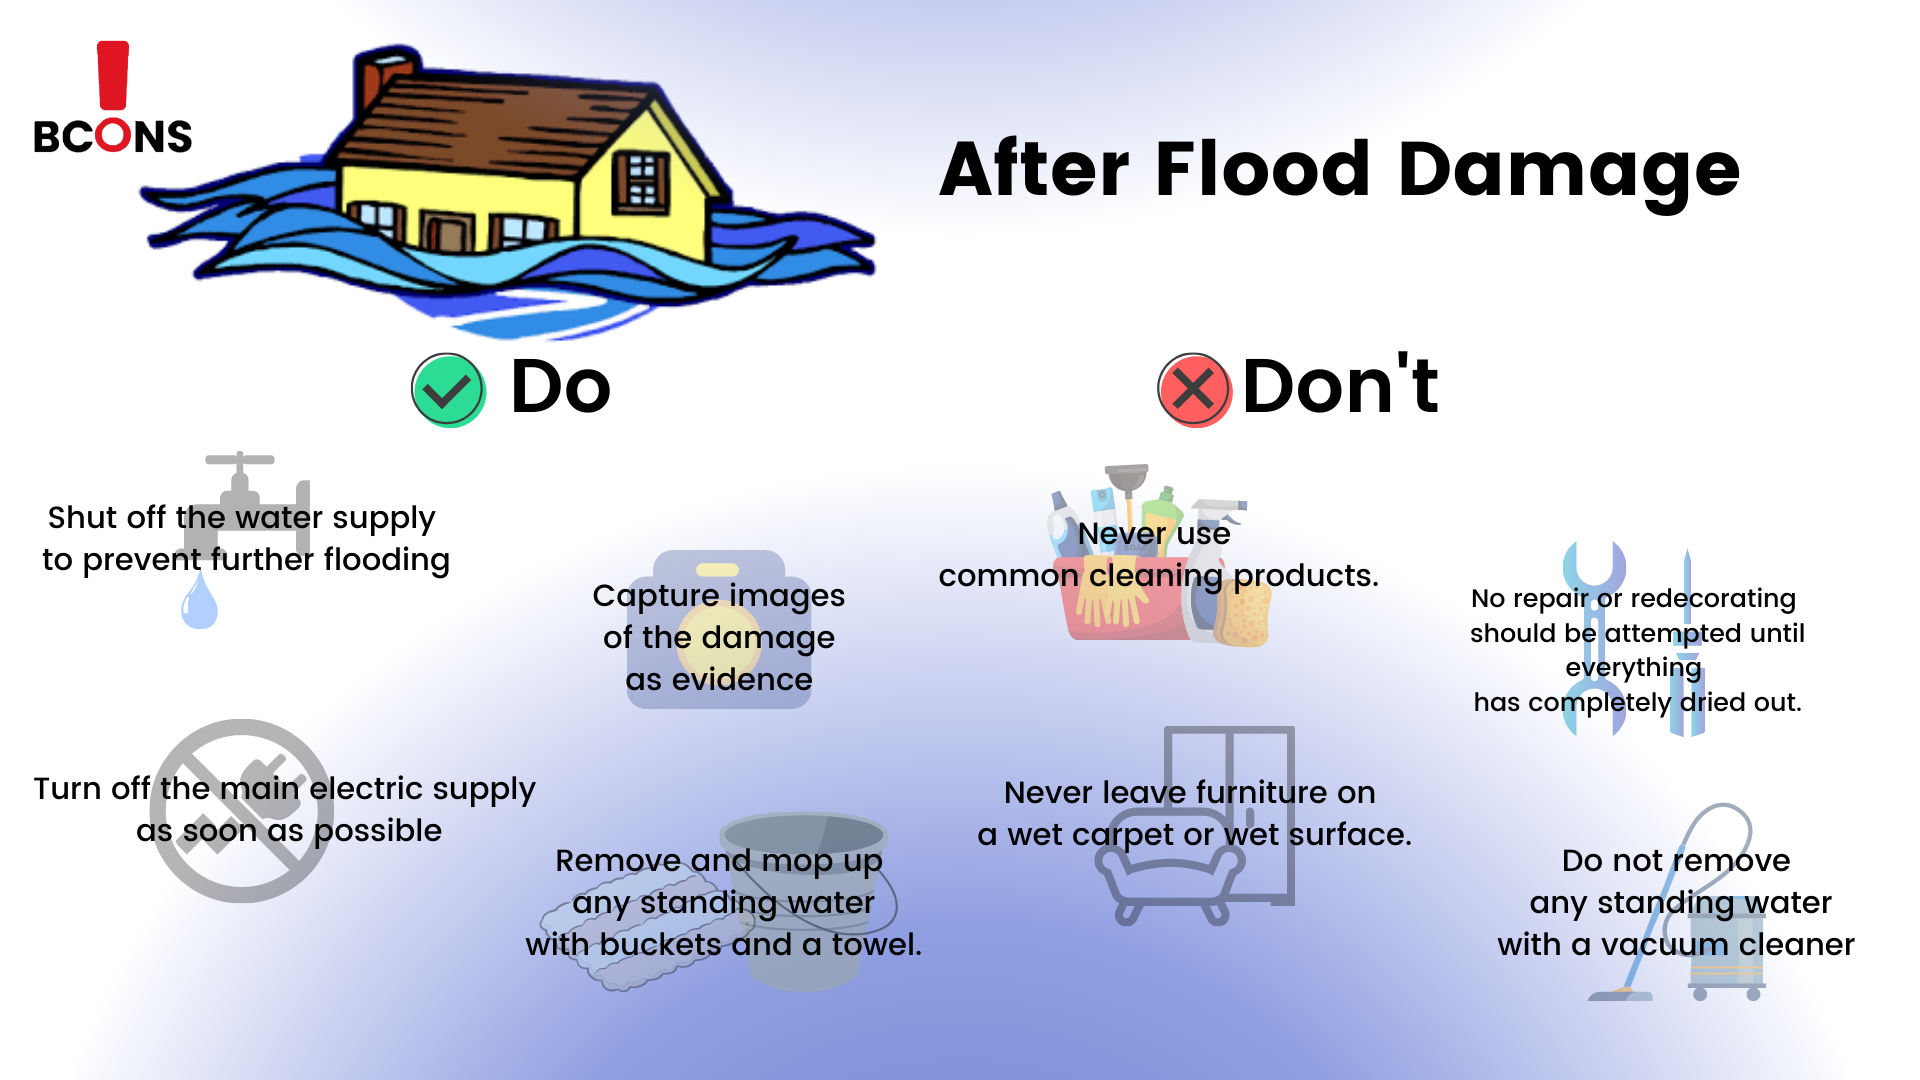 BCONS
After Flood Damage
Do
Shut off the water supply
to prevent further flooding
Capture images
of the damage
as evidence
Turn off the main electric supply
as soon as possible
Remove and mop up
any standing water
with buckets and a towel.
Don't
Never use
common cleaning products.
SOAP
No repair or redecorating
should be attempted until
everything
has completely dried out.
Never leave furniture on
a wet carpet or wet surface.
Do not remove
any standing water
with a vacuum cleaner